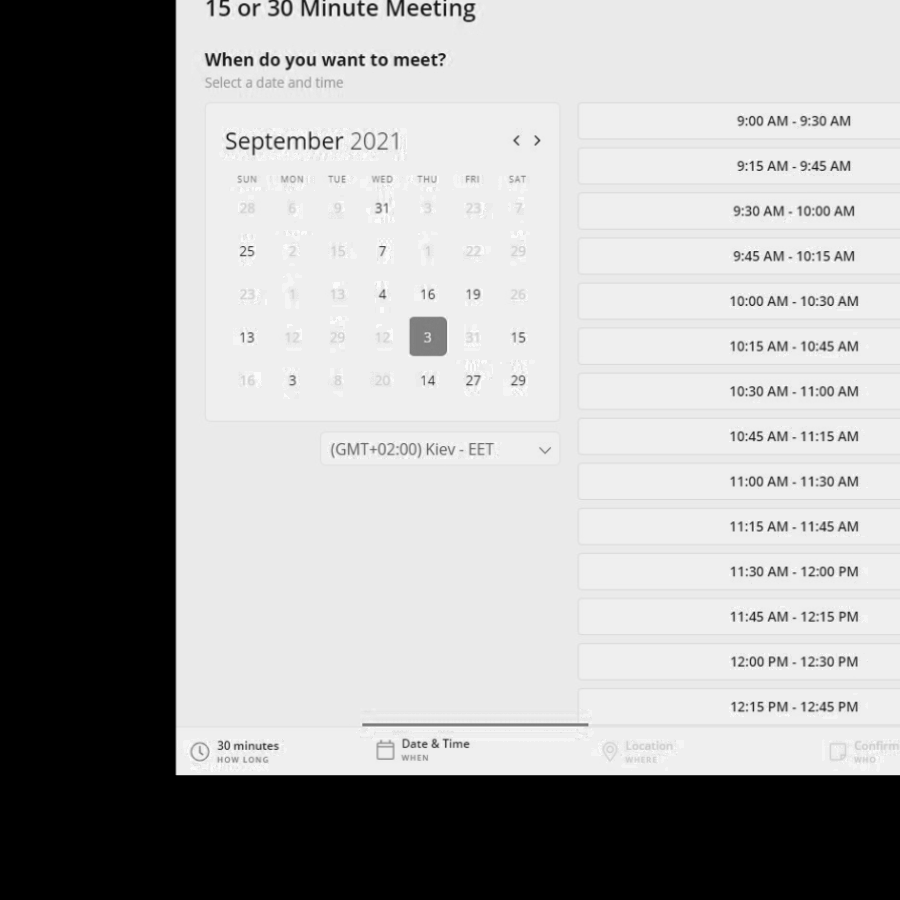 15 or 30 Minute Meeting
When do you want to meet?
Select a date and time
September 2021
SUN MON TUE WED THU FRI SAT
28 6 9 31 3 23 7
25 2 15 7 1 22 29
23 1 13 4 16 19 26
13 12 29 12 3 31 15
16 3 8 20 14 27 29
(GMT+02:00) Kiev - EET
9:00 AM - 9:30 AM
9:15 AM - 9:45 AM
9:30 AM - 10:00 AM
9:45 AM - 10:15 AM
10:00 AM - 10:30 AM
10:15 AM - 10:45 AM
10:30 AM - 11:00 AM
10:45 AM - 11:15 AM
11:00 AM - 11:30 AM
11:15 AM - 11:45 AM
11:30 AM - 12:00 PM
11:45 AM - 12:15 PM
12:00 PM - 12:30 PM
12:15 PM - 12:45 PM
30 minutes
HOW LONG
Date & Time
WHEN
Location
WHERE
Confirm
WHO